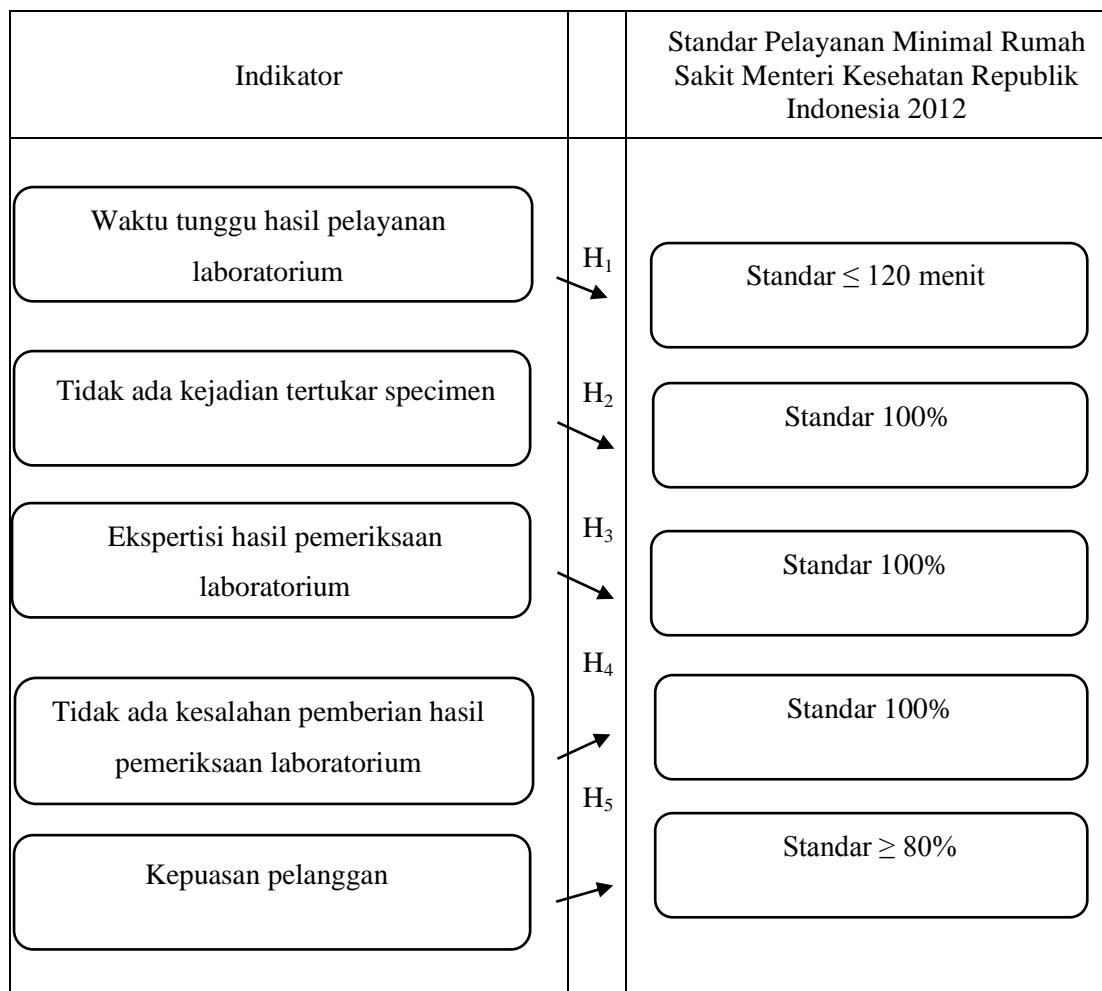 Indikator
Standar Pelayanan Minimal Rumah
Sakit Menteri Kesehatan Republik
Indonesia 2012
Waktu tunggu hasil pelayanan
laboratorium
H₁
Standar ≤ 120 menit
Tidak ada kejadian tertukar specimen
H₂
Standar 100%
Ekspertisi hasil pemeriksaan
laboratorium
H₃
Standar 100%
Tidak ada kesalahan pemberian hasil
pemeriksaan laboratorium
H₄
Standar 100%
Kepuasan pelanggan
H₅
Standar ≥ 80%